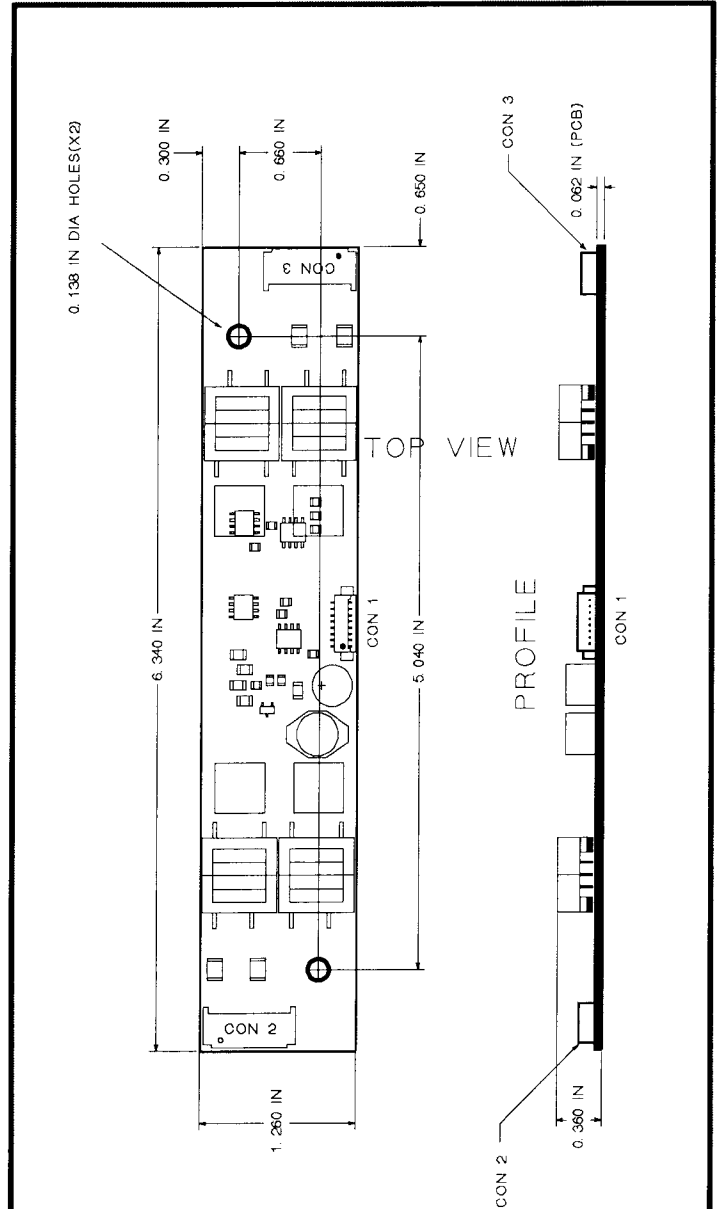 0.138 IN DIA HOLES(X2)
0.300 IN
0.660 IN
0.650 IN
CON 3
TOP VIEW
CON 1
6.340 IN
5.040 IN
CON 2
1.260 IN
CON 3
0.062 IN (PCB)
PROFILE
CON 1
CON 2
0.360 IN